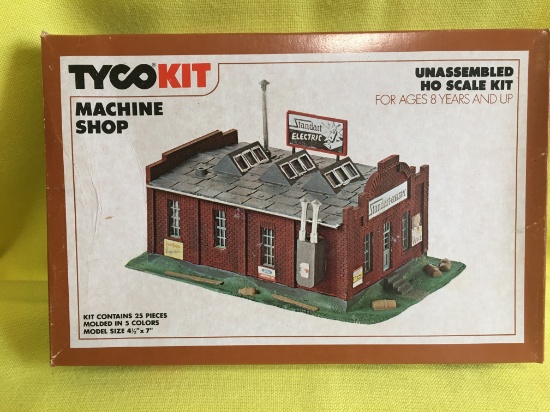 TYCOKIT
MACHINE
SHOP
UNASSEMBLED
HO SCALE KIT
FOR AGES 8 YEARS AND UP
Standart
ELECTRIC
KIT CONTAINS 25 PIECES
MOLDED IN 5 COLORS
MODEL SIZE 4½" x 7"